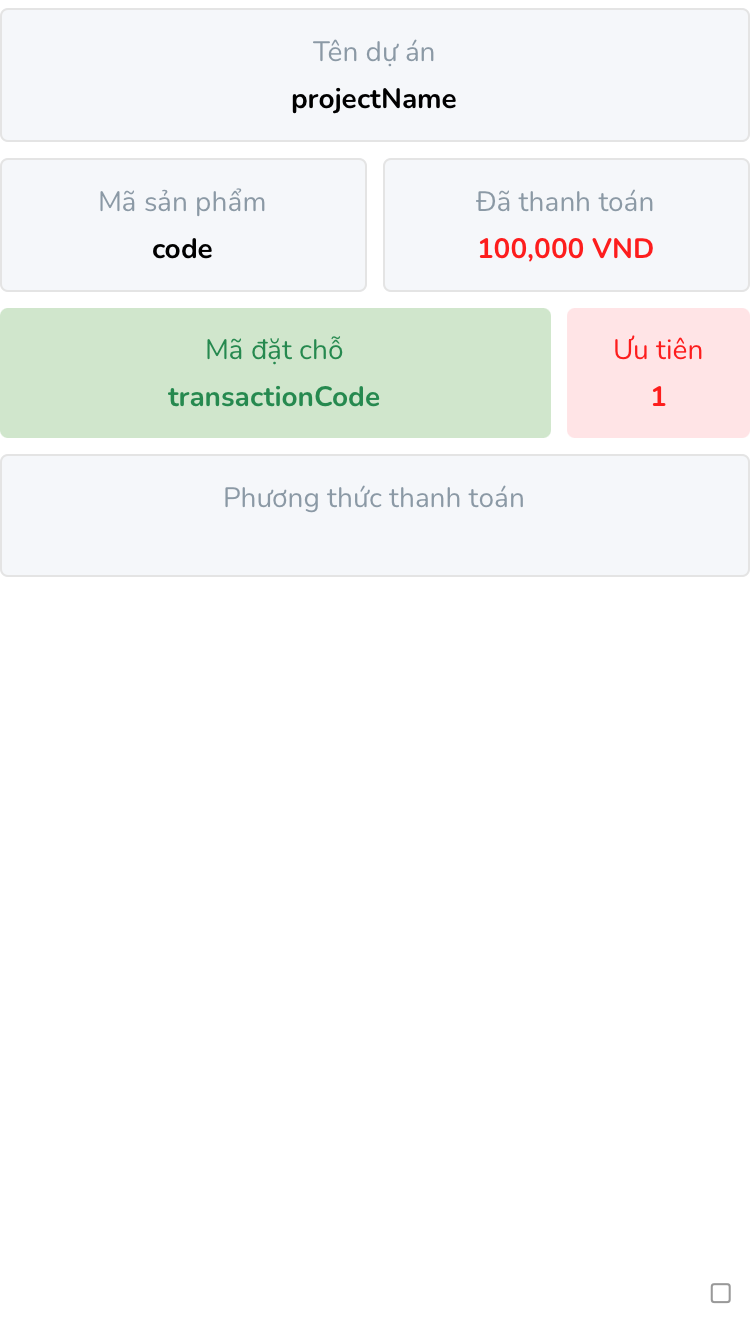 Tên dự án
projectName
Mã sản phẩm
code
Đã thanh toán
100,000 VND
Mã đặt chỗ
transactionCode
Ưu tiên
1
Phương thức thanh toán